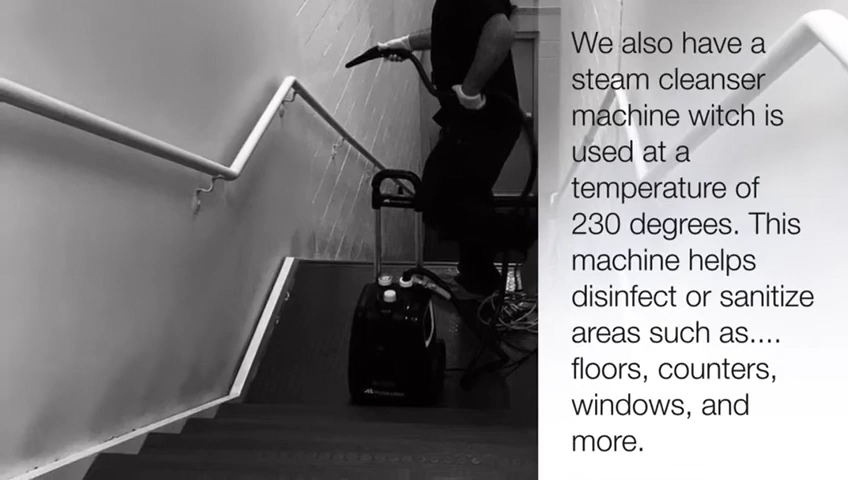 We also have a
steam cleanser
machine witch is
used at a
temperature of
230 degrees. This
machine helps
disinfect or sanitize
areas such as....
floors, counters,
windows, and
more.